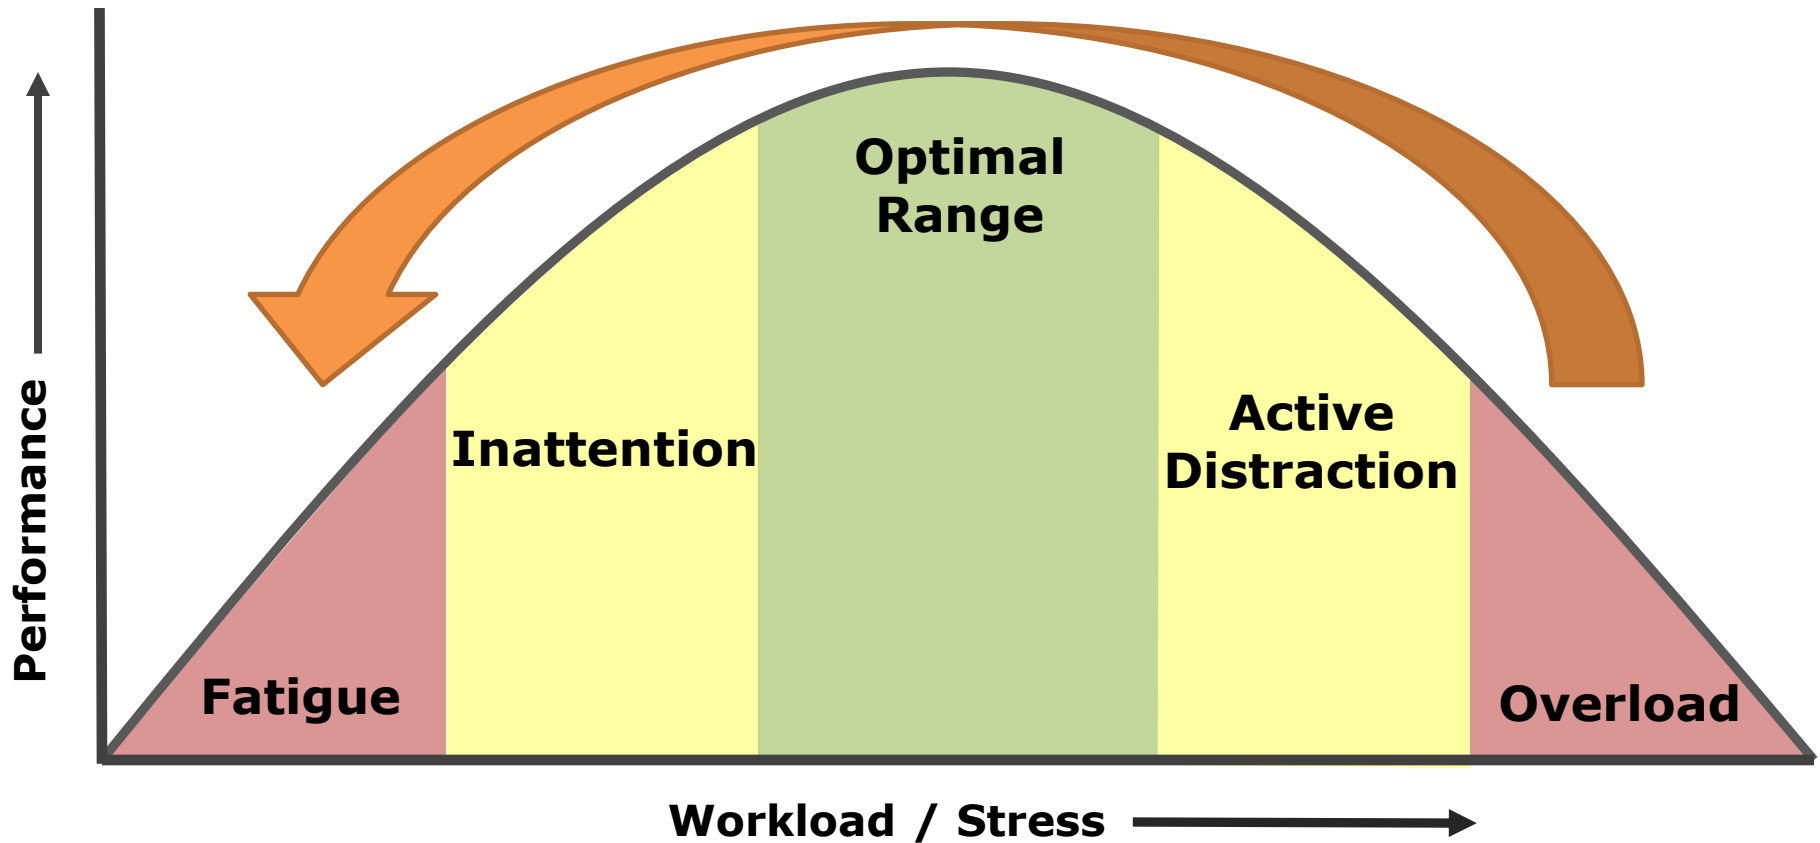 Optimal
Range
Active
Distraction
Inattention
Fatigue
Overload
Performance
Workload / Stress